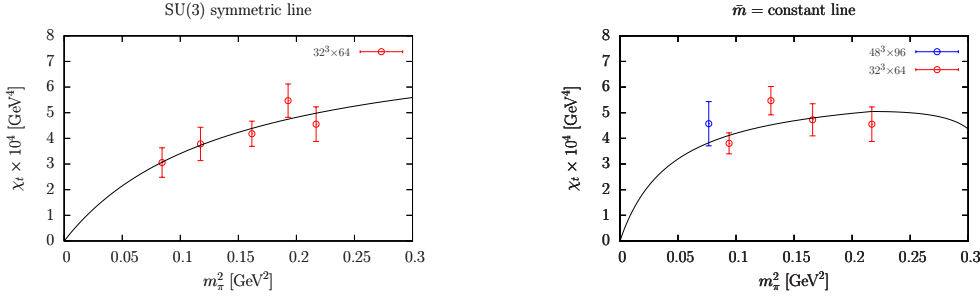 SU(3) symmetric line
8
7
6
5
4
3
2
1
0
χₜ × 10⁴ [GeV⁴]
32³×64
0 0.05 0.1 0.15 0.2 0.25 0.3
m²_π [GeV²]
m̄ = constant line
8
7
6
5
4
3
2
1
0
χₜ × 10⁴ [GeV⁴]
48³×96
32³×64
0 0.05 0.1 0.15 0.2 0.25 0.3
m²_π [GeV²]